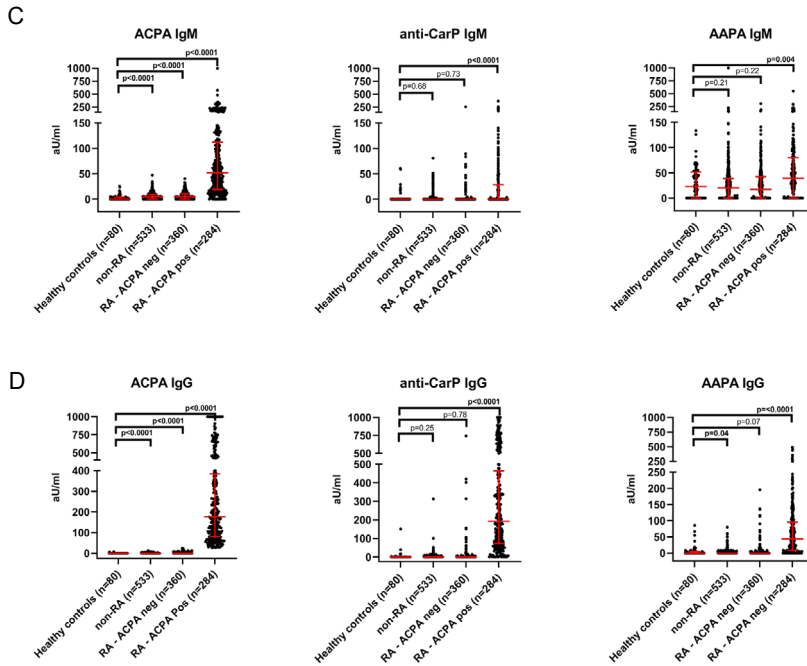 C
ACPA IgM
p<0.0001
p<0.0001
p<0.0001
1000
750
500
250
150
100
50
0
aU/ml
Healthy controls (n=80)
non-RA (n=533)
RA - ACPA neg (n=360)
RA - ACPA pos (n=284)
anti-CarP IgM
p<0.0001
p=0.73
p=0.68
1000
750
500
250
150
100
50
0
aU/ml
Healthy controls (n=80)
non-RA (n=533)
RA - ACPA neg (n=360)
RA - ACPA pos (n=284)
AAPA IgM
p=0.004
p=0.22
p=0.21
1000
750
500
250
150
100
50
0
aU/ml
Healthy controls (n=80)
non-RA (n=533)
RA - ACPA neg (n=360)
RA - ACPA pos (n=284)
D
ACPA IgG
p<0.0001
p<0.0001
p<0.0001
1000
800
600
400
400
300
200
100
0
aU/ml
Healthy controls (n=80)
non-RA (n=533)
RA - ACPA neg (n=360)
RA - ACPA Pos (n=284)
anti-CarP IgG
p<0.0001
p=0.78
p=0.25
1000
800
600
400
500
400
300
200
100
0
aU/ml
Healthy controls (n=80)
non-RA (n=533)
RA - ACPA neg (n=360)
RA - ACPA pos (n=284)
AAPA IgG
p=<0.0001
p=0.07
p=0.04
1000
750
500
250
250
200
150
100
50
0
aU/ml
Healthy controls (n=80)
non-RA (n=533)
RA - ACPA neg (n=360)
RA - ACPA neg (n=284)